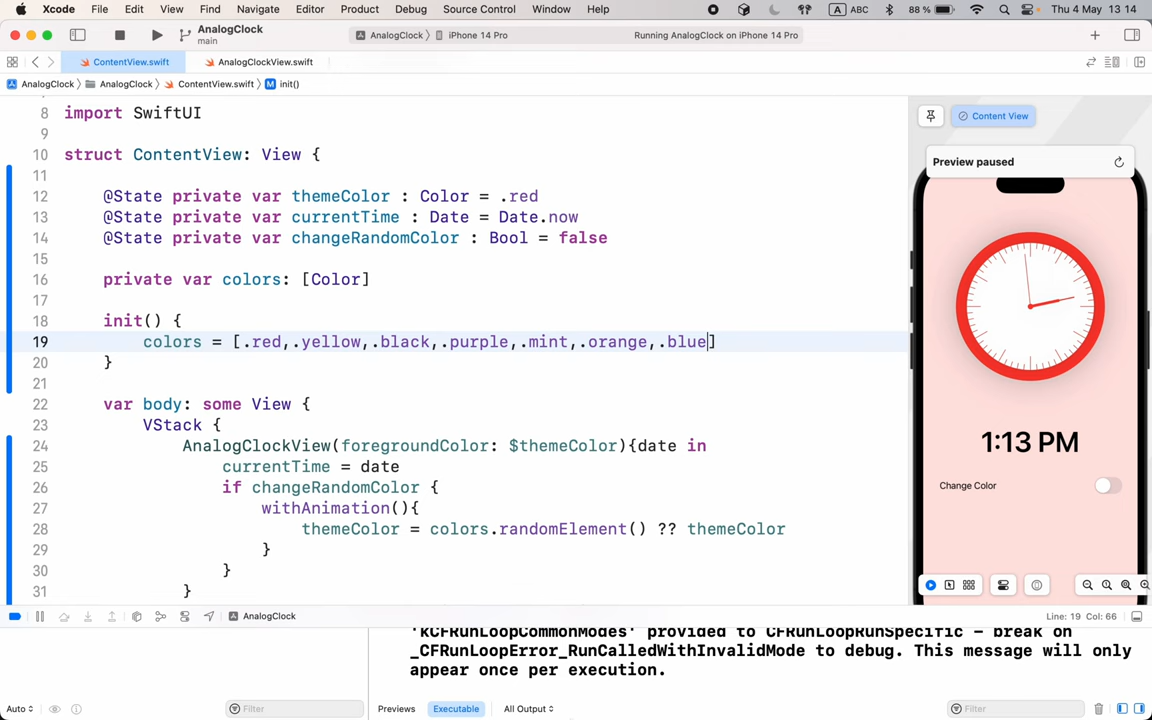 Xcode File Edit View Find Navigate Editor Product Debug Source Control Window Help A ABC 88 % Thu 4 May 13 14
AnalogClock
main
AnalogClock 〉 iPhone 14 Pro
Running AnalogClock on iPhone 14 Pro
ContentView.swift
AnalogClockView.swift
AnalogClock 〉 AnalogClock 〉 ContentView.swift 〉 M init()
8 import SwiftUI
9
10 struct ContentView: View {
11
12 @State private var themeColor : Color = .red
13 @State private var currentTime : Date = Date.now
14 @State private var changeRandomColor : Bool = false
15
16 private var colors: [Color]
17
18 init() {
19 colors = [.red,.yellow,.black,.purple,.mint,.orange,.blue]
20 }
21
22 var body: some View {
23 VStack {
24 AnalogClockView(foregroundColor: $themeColor){date in
25 currentTime = date
26 if changeRandomColor {
27 withAnimation(){
28 themeColor = colors.randomElement() ?? themeColor
29 }
30 }
31 }
Content View
Preview paused
1:13 PM
Change Color
AnalogClock
Line: 19 Col: 66
'kCFRunLoopCommonModes' provided to CFRunLoopRunSpecific - break on
_CFRunLoopError_RunCalledWithInvalidMode to debug. This message will only
appear once per execution.
Auto
Filter
Previews
Executable
All Output
Filter